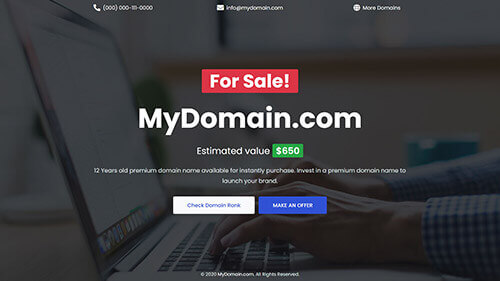 (000) 000-111-0000
info@mydomain.com
More Domains
For Sale!
MyDomain.com
Estimated value $650
12 Years old premium domain name available for instantly purchase. Invest in a premium domain name to
launch your brand.
Check Domain Rank
MAKE AN OFFER
© 2020 MyDomain.com. All Rights Reserved.